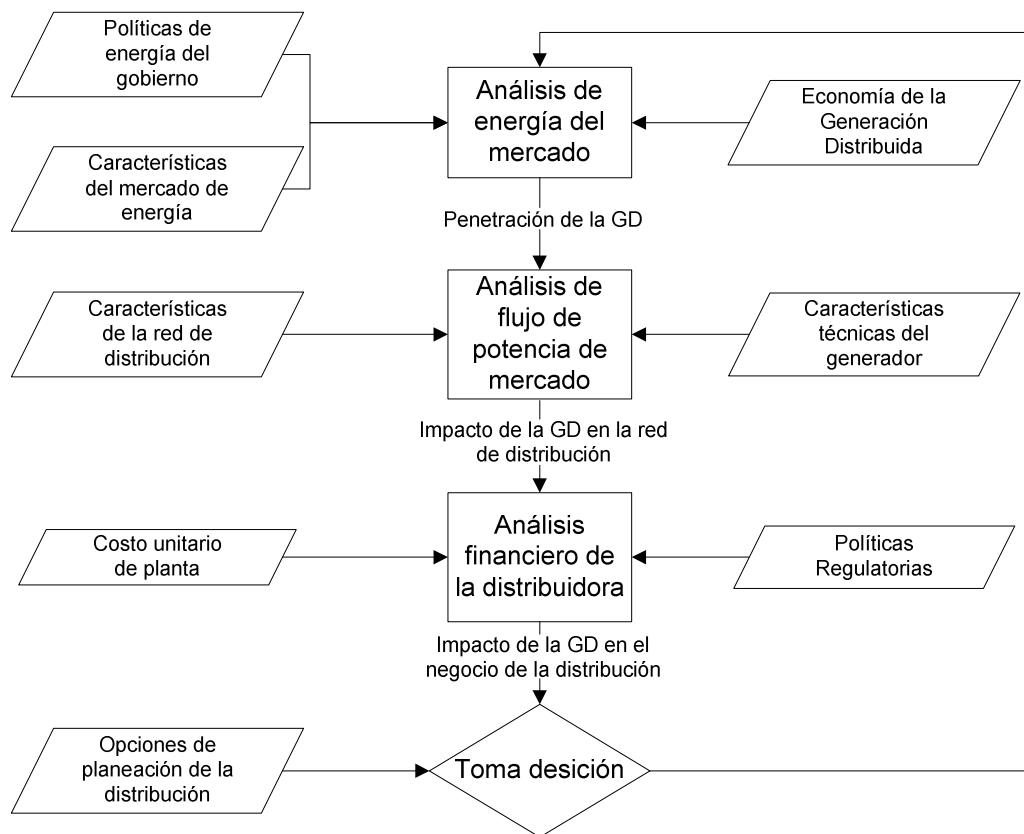 Políticas de
energía del
gobierno
Análisis de
energía del
mercado
Economía de la
Generación
Distribuida
Características
del mercado de
energía
Penetración de la GD
Características
de la red de
distribución
Análisis de
flujo de
potencia de
mercado
Características
técnicas del
generador
Impacto de la GD en la red
de distribución
Costo unitario
de planta
Análisis
financiero de
la distribuidora
Políticas
Regulatorias
Impacto de la GD en el
negocio de la distribución
Opciones de
planeación de la
distribución
Toma desición